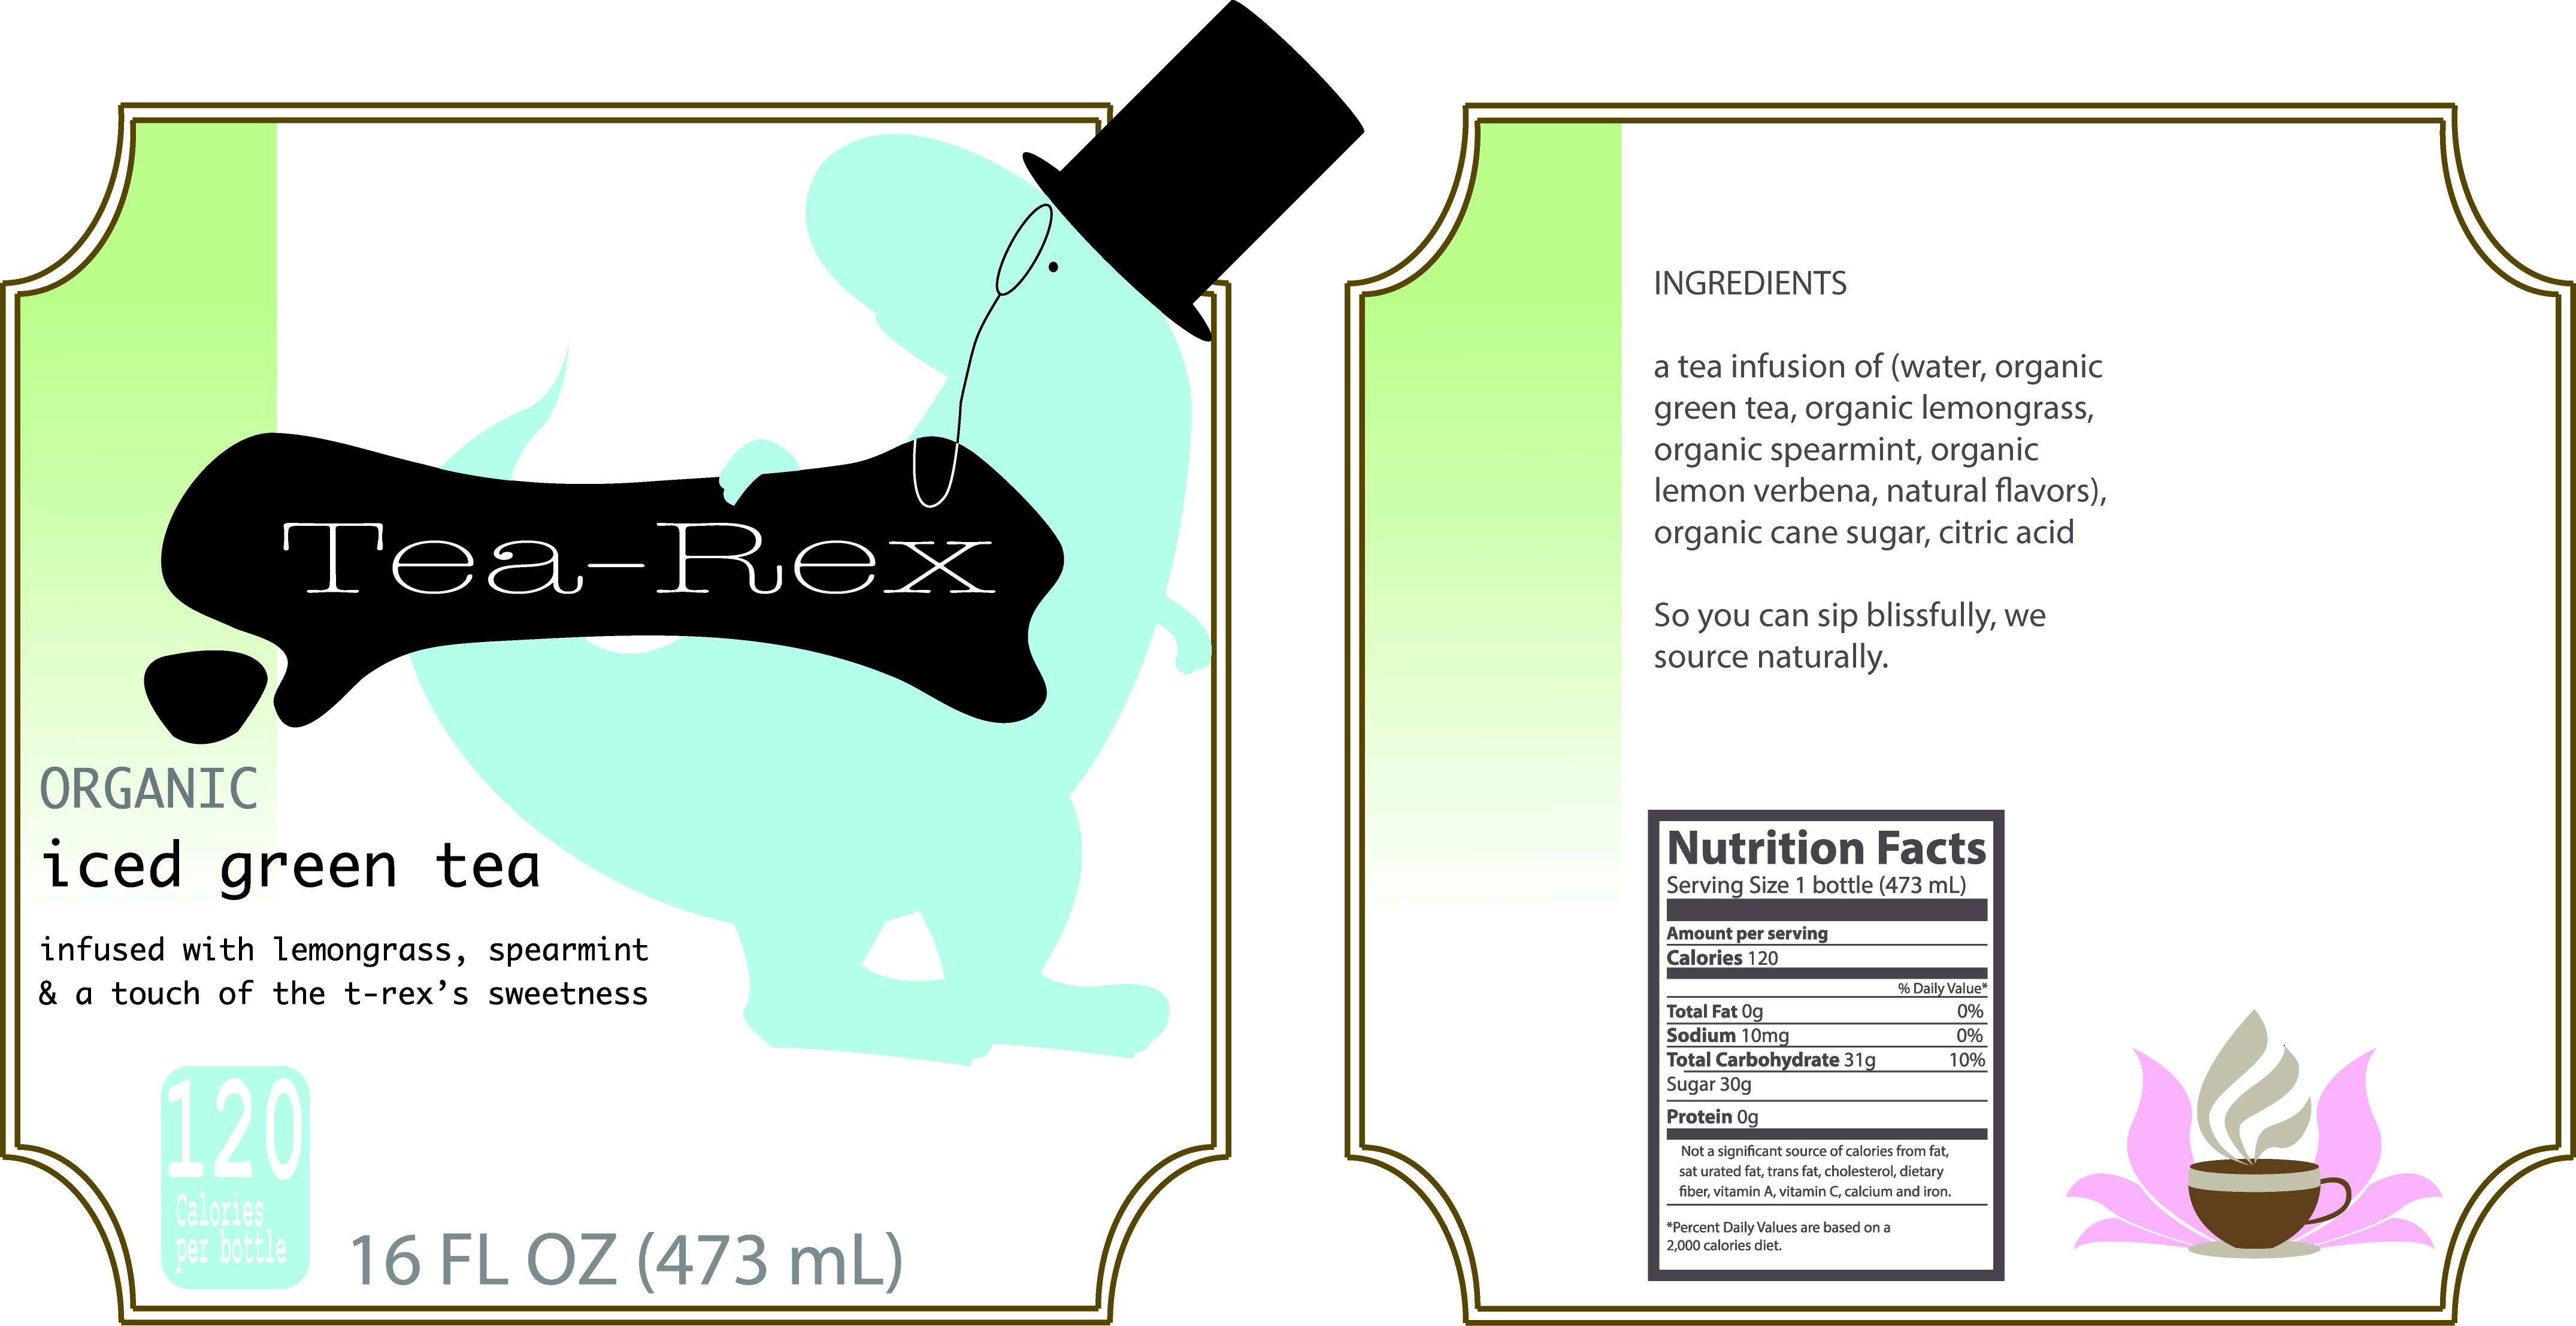 Tea-Rex
ORGANIC
iced green tea
infused with lemongrass, spearmint
& a touch of the t-rex’s sweetness
120
Calories
per bottle
16 FL OZ (473 mL)
INGREDIENTS
a tea infusion of (water, organic
green tea, organic lemongrass,
organic spearmint, organic
lemon verbena, natural flavors),
organic cane sugar, citric acid
So you can sip blissfully, we
source naturally.
Nutrition Facts
Serving Size 1 bottle (473 mL)
Amount per serving
Calories 120
% Daily Value*
Total Fat 0g 0%
Sodium 10mg 0%
Total Carbohydrate 31g 10%
Sugar 30g
Protein 0g
Not a significant source of calories from fat,
sat urated fat, trans fat, cholesterol, dietary
fiber, vitamin A, vitamin C, calcium and iron.
*Percent Daily Values are based on a
2,000 calories diet.